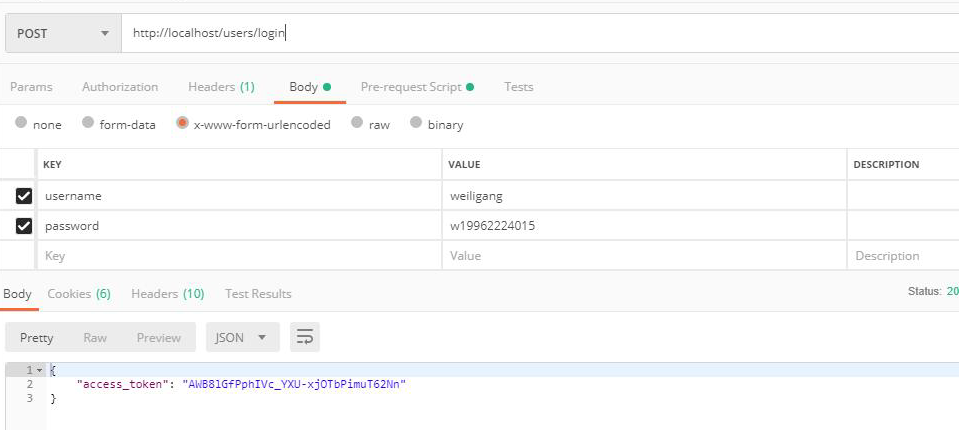 POST http://localhost/users/login
Params Authorization Headers (1) Body Pre-request Script Tests
none form-data x-www-form-urlencoded raw binary
KEY VALUE DESCRIPTION
username weiligang
password w19962224015
Key Value Description
Body Cookies (6) Headers (10) Test Results Status: 20
Pretty Raw Preview JSON
1 {
2 "access_token": "AWB8lGfPphIVc_YXU-xjOTbPimuT62Nn"
3 }